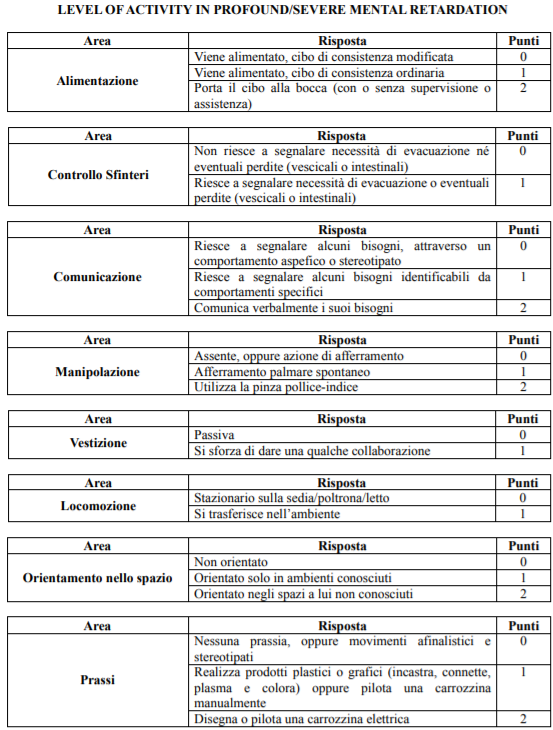 LEVEL OF ACTIVITY IN PROFOUND/SEVERE MENTAL RETARDATION
Area Risposta Punti
Alimentazione
Viene alimentato, cibo di consistenza modificata 0
Viene alimentato, cibo di consistenza ordinaria 1
Porta il cibo alla bocca (con o senza supervisione o 2
assistenza)
Area Risposta Punti
Controllo Sfinteri
Non riesce a segnalare necessità di evacuazione né 0
eventuali perdite (vescicali o intestinali)
Riesce a segnalare necessità di evacuazione o eventuali 1
perdite (vescicali o intestinali)
Area Risposta Punti
Comunicazione
Riesce a segnalare alcuni bisogni, attraverso un 0
comportamento aspefico o stereotipato
Riesce a segnalare alcuni bisogni identificabili da 1
comportamenti specifici
Comunica verbalmente i suoi bisogni 2
Area Risposta Punti
Manipolazione
Assente, oppure azione di afferramento 0
Afferramento palmare spontaneo 1
Utilizza la pinza pollice-indice 2
Area Risposta Punti
Vestizione
Passiva 0
Si sforza di dare una qualche collaborazione 1
Area Risposta Punti
Locomozione
Stazionario sulla sedia/poltrona/letto 0
Si trasferisce nell'ambiente 1
Area Risposta Punti
Orientamento nello spazio
Non orientato 0
Orientato solo in ambienti conosciuti 1
Orientato negli spazi a lui non conosciuti 2
Area Risposta Punti
Prassi
Nessuna prassia, oppure movimenti afinalistici e 0
stereotipati
Realizza prodotti plastici o grafici (incastra, connette, 1
plasma e colora) oppure pilota una carrozzina
manualmente
Disegna o pilota una carrozzina elettrica 2